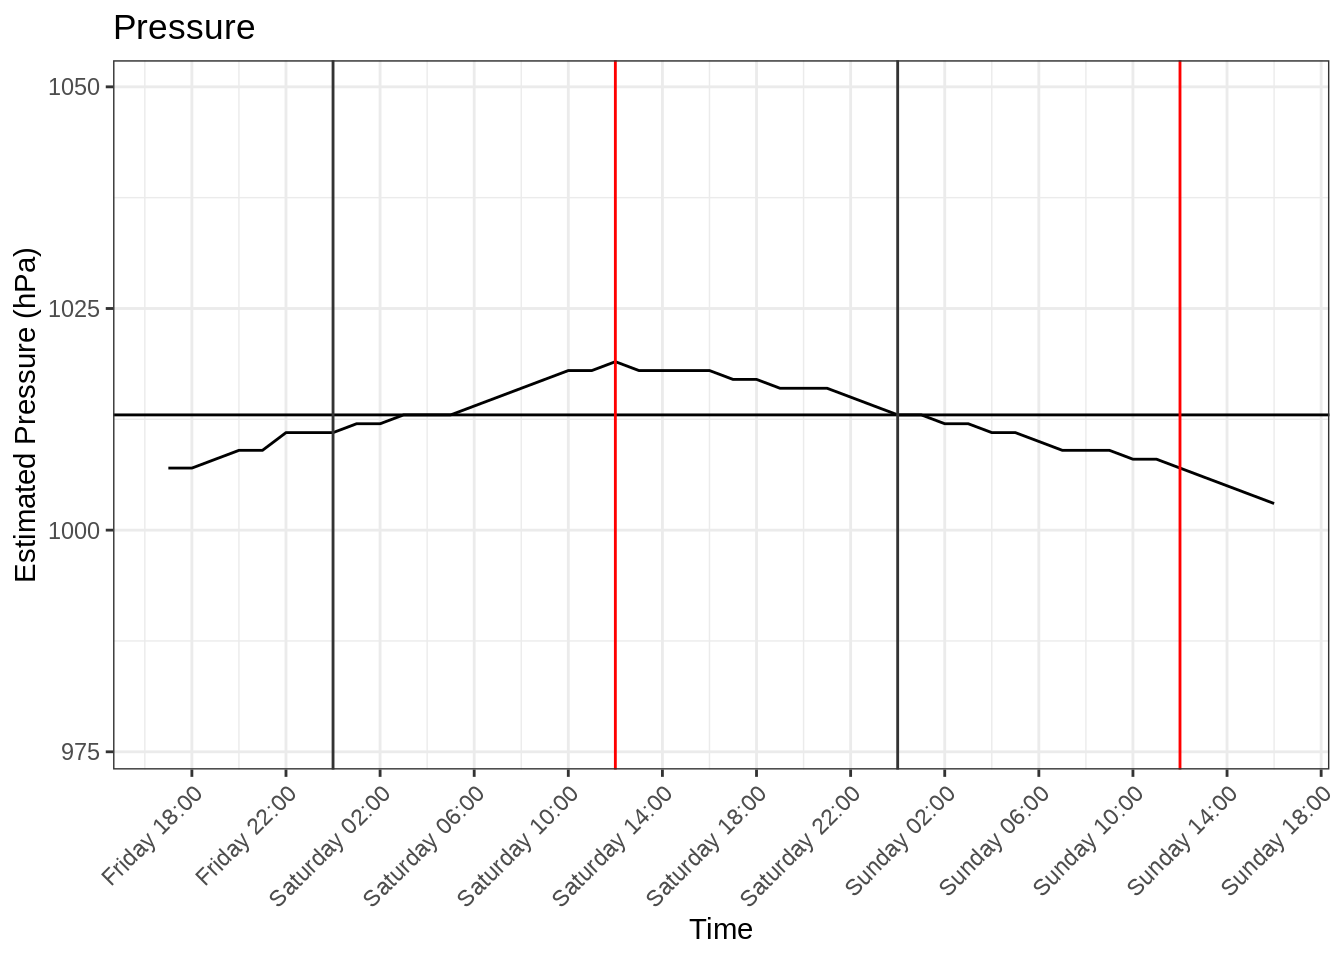 Pressure
Estimated Pressure (hPa)
1050
1025
1000
975
Friday 18:00
Friday 22:00
Saturday 02:00
Saturday 06:00
Saturday 10:00
Saturday 14:00
Saturday 18:00
Saturday 22:00
Sunday 02:00
Sunday 06:00
Sunday 10:00
Sunday 14:00
Sunday 18:00
Time